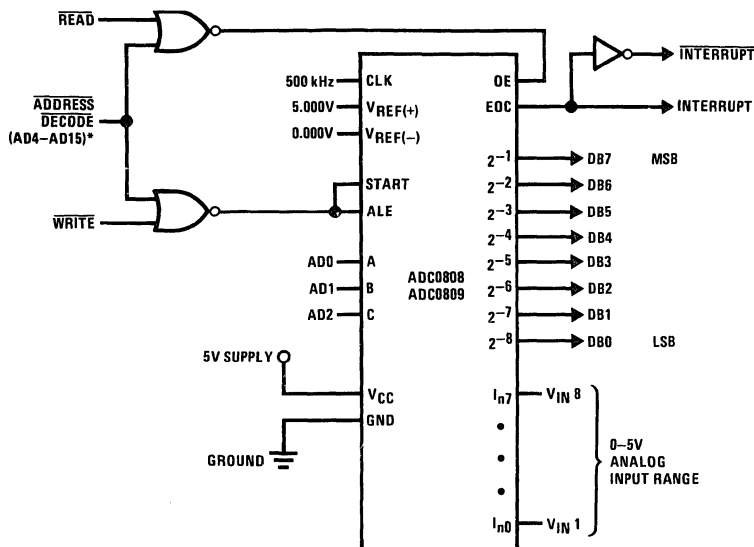 READ
500 kHz
CLK
OE
INTERRUPT
ADDRESS
DECODE
(AD4–AD15)*
5.000V
VREF(+)
EOC
INTERRUPT
0.000V
VREF(−)
2−1
DB7
MSB
START
2−2
DB6
ALE
2−3
DB5
WRITE
2−4
DB4
AD0
A
ADC0808
ADC0809
2−5
DB3
AD1
B
2−6
DB2
AD2
C
2−7
DB1
2−8
DB0
LSB
5V SUPPLY
VCC
In7
VIN 8
GND
GROUND
0–5V
ANALOG
INPUT RANGE
In0
VIN 1